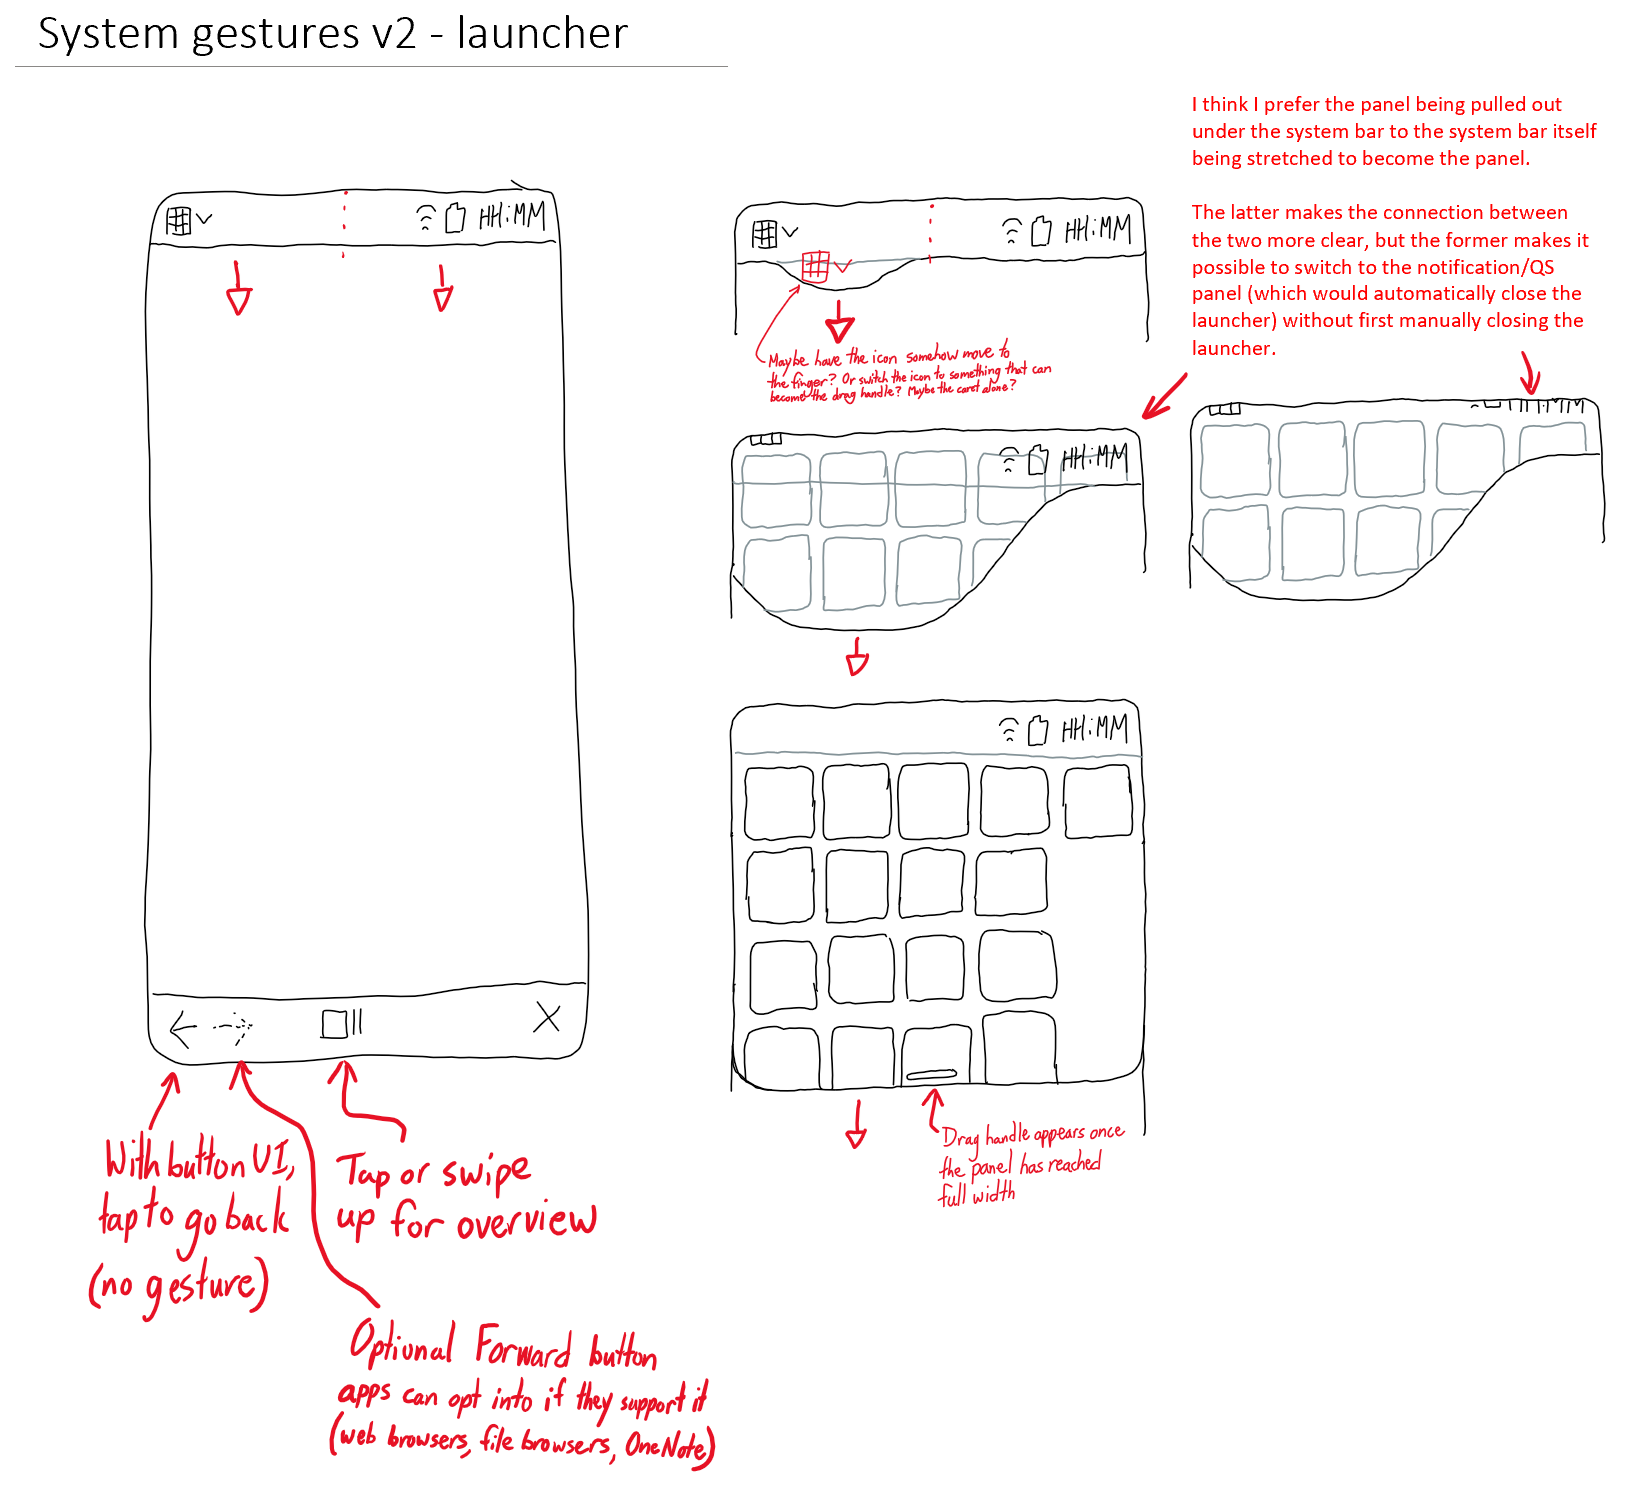 System gestures v2 - launcher
I think I prefer the panel being pulled out
under the system bar to the system bar itself
being stretched to become the panel.
The latter makes the connection between
the two more clear, but the former makes it
possible to switch to the notification/QS
panel (which would automatically close the
launcher) without first manually closing the
launcher.
HH:MM
HH:MM
Maybe have the icon somehow move to
the finger? Or switch the icon to something that can
become the drag handle? Maybe the caret alone?
HH:MM
HH:MM
HH:MM
Drag handle appears once
the panel has reached
full width
With button UI,
tap to go back
(no gesture)
Tap or swipe
up for overview
Optional Forward button
apps can opt into if they support it
(web browsers, file browsers, OneNote)